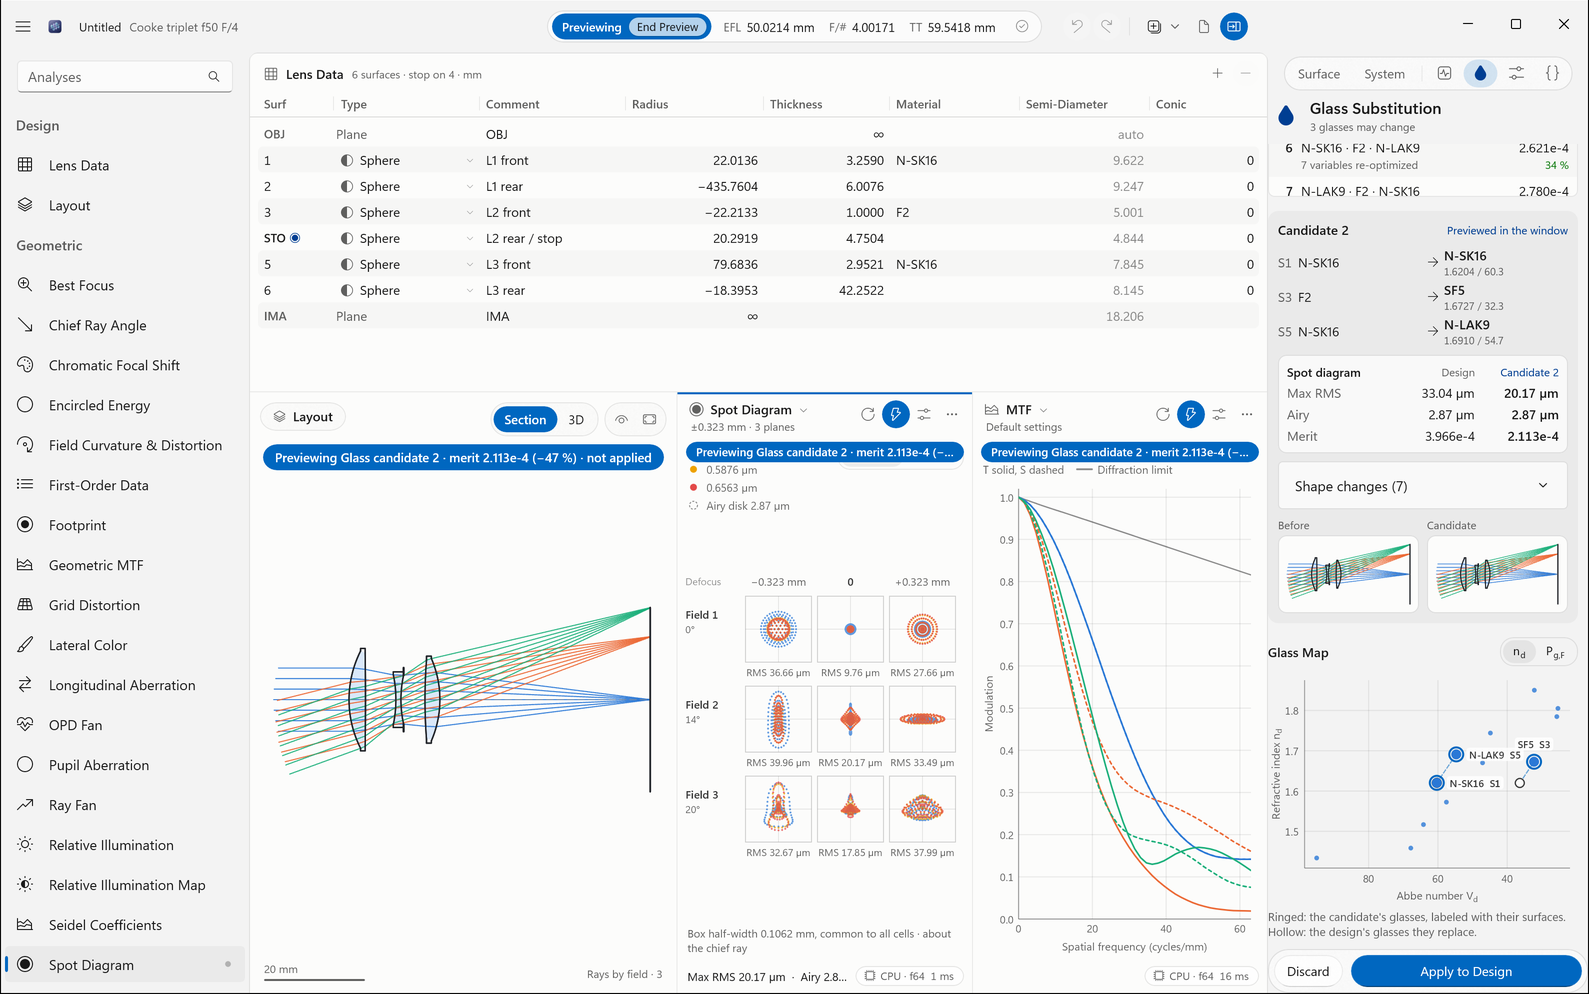 Untitled Cooke triplet f50 F/4
Previewing End Preview EFL 50.0214 mm F/# 4.00171 TT 59.5418 mm
Analyses
Design
Lens Data
Layout
Geometric
Best Focus
Chief Ray Angle
Chromatic Focal Shift
Encircled Energy
Field Curvature & Distortion
First-Order Data
Footprint
Geometric MTF
Grid Distortion
Lateral Color
Longitudinal Aberration
OPD Fan
Pupil Aberration
Ray Fan
Relative Illumination
Relative Illumination Map
Seidel Coefficients
Spot Diagram
Lens Data 6 surfaces · stop on 4 · mm
Surf Type Comment Radius Thickness Material Semi-Diameter Conic
OBJ Plane OBJ ∞ auto
1 Sphere L1 front 22.0136 3.2590 N-SK16 9.622 0
2 Sphere L1 rear −435.7604 6.0076 9.247 0
3 Sphere L2 front −22.2133 1.0000 F2 5.001 0
STO Sphere L2 rear / stop 20.2919 4.7504 4.844 0
5 Sphere L3 front 79.6836 2.9521 N-SK16 7.845 0
6 Sphere L3 rear −18.3953 42.2522 8.145 0
IMA Plane IMA ∞ 18.206
Layout Section 3D
Previewing Glass candidate 2 · merit 2.113e-4 (−47 %) · not applied
20 mm
Rays by field · 3
Spot Diagram
±0.323 mm · 3 planes
Previewing Glass candidate 2 · merit 2.113e-4 (−...
0.5876 µm
0.6563 µm
Airy disk 2.87 µm
Defocus −0.323 mm 0 +0.323 mm
Field 1
0°
RMS 36.66 µm RMS 9.76 µm RMS 27.66 µm
Field 2
14°
RMS 39.96 µm RMS 20.17 µm RMS 33.49 µm
Field 3
20°
RMS 32.67 µm RMS 17.85 µm RMS 37.99 µm
Box half-width 0.1062 mm, common to all cells · about
the chief ray
Max RMS 20.17 µm · Airy 2.8... CPU · f64 1 ms
MTF
Default settings
Previewing Glass candidate 2 · merit 2.113e-4 (−...
T solid, S dashed Diffraction limit
1.0
0.9
0.8
0.7
0.6
0.5
0.4
0.3
0.2
0.1
0.0
Modulation
0 20 40 60
Spatial frequency (cycles/mm)
CPU · f64 16 ms
Surface System {}
Glass Substitution
3 glasses may change
6 N-SK16 · F2 · N-LAK9 2.621e-4
7 variables re-optimized 34 %
7 N-LAK9 · F2 · N-SK16 2.780e-4
Candidate 2 Previewed in the window
S1 N-SK16 → N-SK16
1.6204 / 60.3
S3 F2 → SF5
1.6727 / 32.3
S5 N-SK16 → N-LAK9
1.6910 / 54.7
Spot diagram Design Candidate 2
Max RMS 33.04 µm 20.17 µm
Airy 2.87 µm 2.87 µm
Merit 3.966e-4 2.113e-4
Shape changes (7)
Before Candidate
Glass Map nd Pg,F
1.8
1.7
1.6
1.5
Refractive index nd
SF5 S3
N-LAK9 S5
N-SK16 S1
80 60 40
Abbe number Vd
Ringed: the candidate's glasses, labeled with their surfaces.
Hollow: the design's glasses they replace.
Discard Apply to Design